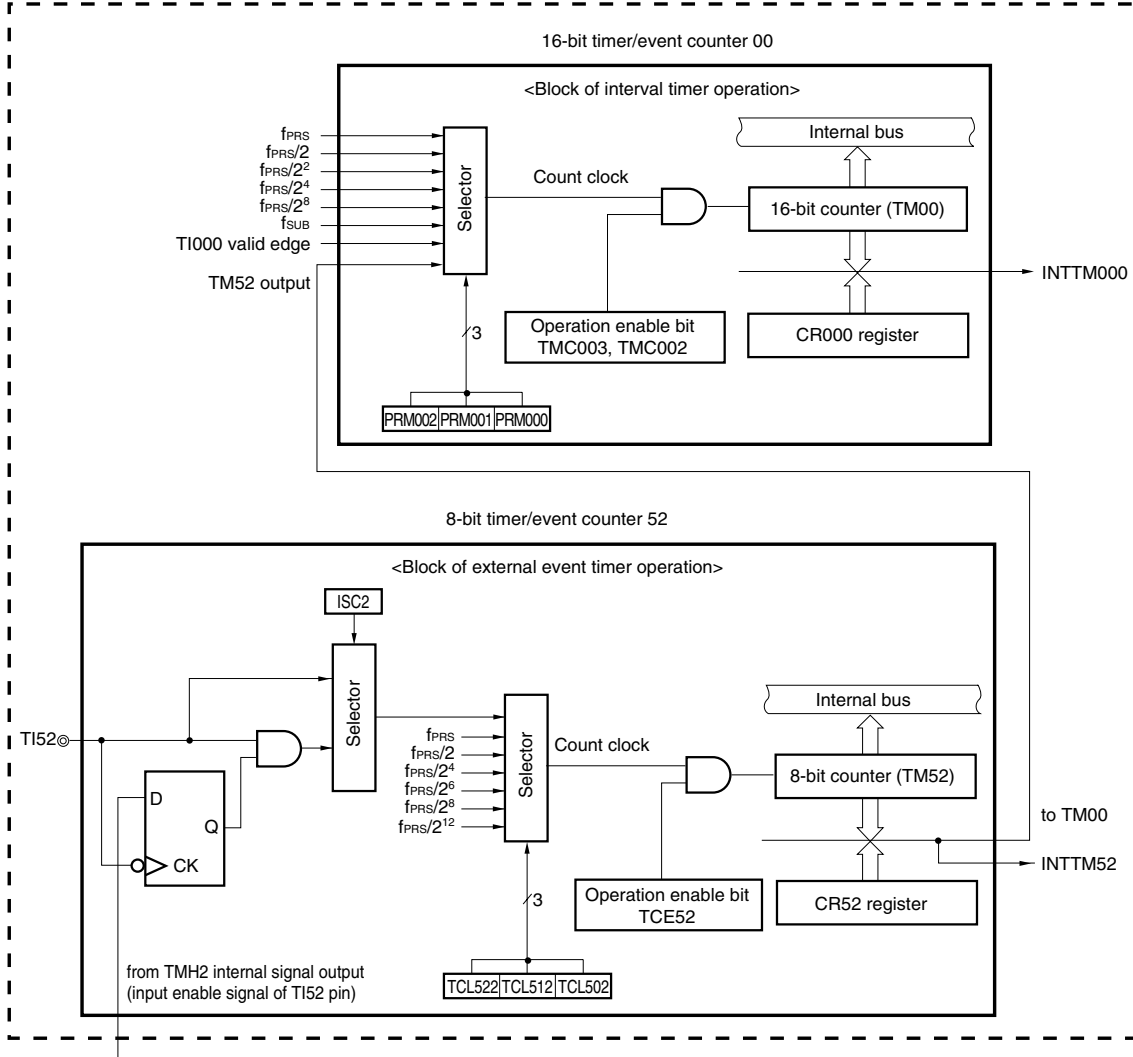 16-bit timer/event counter 00
<Block of interval timer operation>
fPRS
fPRS/2
fPRS/2²
fPRS/2⁴
fPRS/2⁸
fSUB
TI000 valid edge
TM52 output
Selector
Count clock
Internal bus
16-bit counter (TM00)
INTTM000
CR000 register
Operation enable bit
TMC003, TMC002
3
PRM002 PRM001 PRM000
8-bit timer/event counter 52
<Block of external event timer operation>
ISC2
Selector
TI52
D
Q
CK
fPRS
fPRS/2
fPRS/2⁴
fPRS/2⁶
fPRS/2⁸
fPRS/2¹²
Selector
Count clock
Internal bus
8-bit counter (TM52)
to TM00
INTTM52
CR52 register
Operation enable bit
TCE52
3
TCL522 TCL512 TCL502
from TMH2 internal signal output
(input enable signal of TI52 pin)